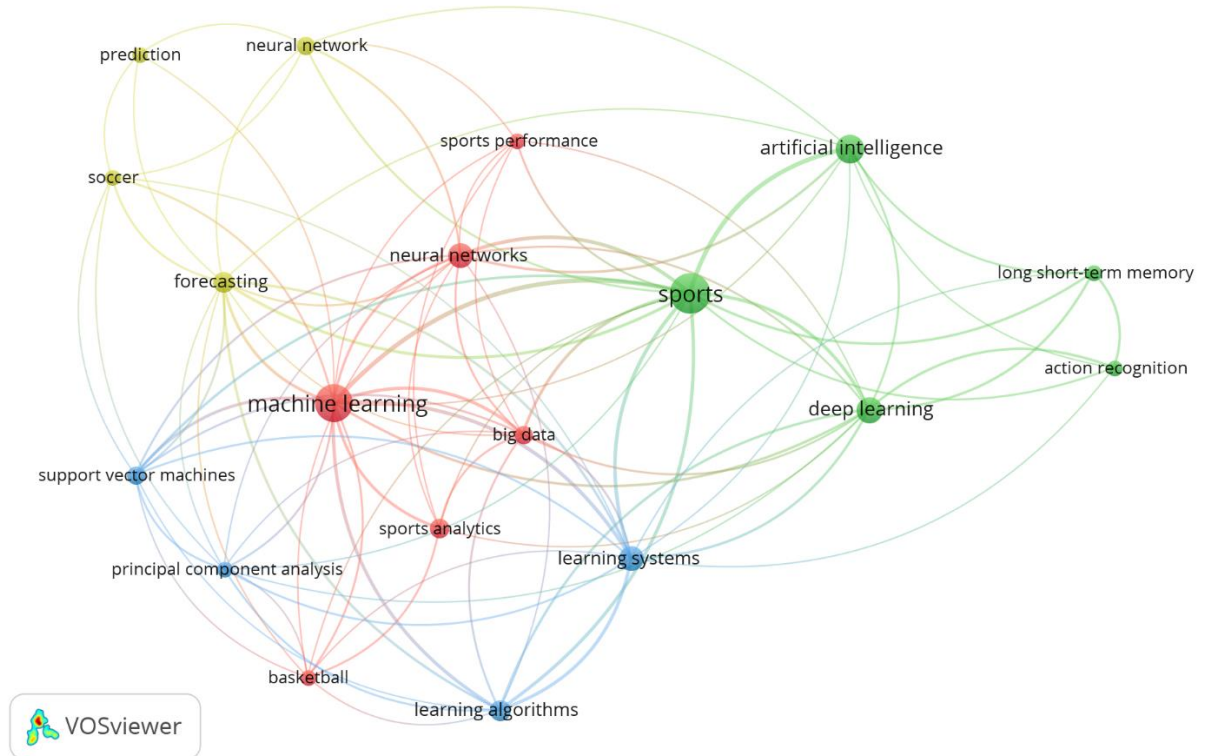 neural network
prediction
sports performance
artificial intelligence
soccer
neural networks
long short-term memory
forecasting
sports
action recognition
machine learning
deep learning
big data
support vector machines
sports analytics
learning systems
principal component analysis
basketball
learning algorithms
VOSviewer